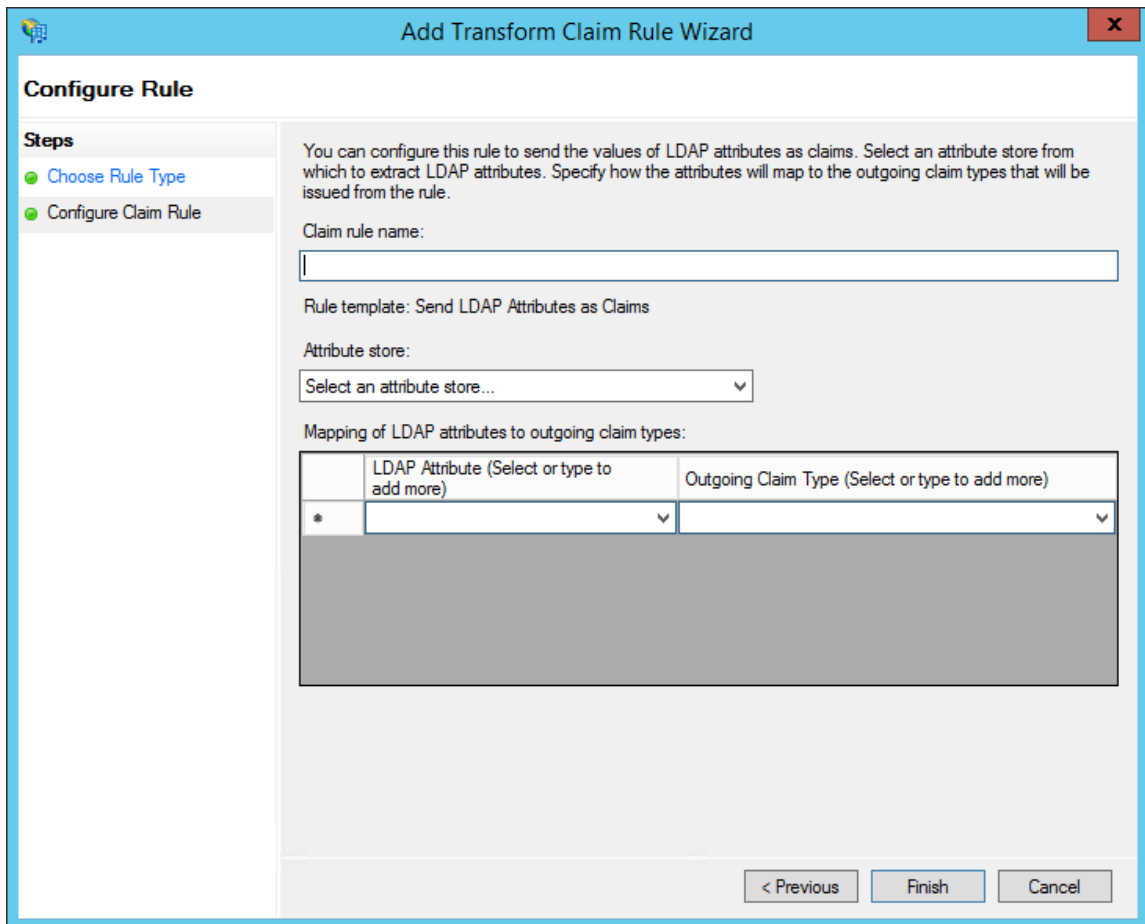 Add Transform Claim Rule Wizard
x
Configure Rule
Steps
Choose Rule Type
Configure Claim Rule
You can configure this rule to send the values of LDAP attributes as claims. Select an attribute store from
which to extract LDAP attributes. Specify how the attributes will map to the outgoing claim types that will be
issued from the rule.
Claim rule name:
Rule template: Send LDAP Attributes as Claims
Attribute store:
Select an attribute store...
Mapping of LDAP attributes to outgoing claim types:
LDAP Attribute (Select or type to
add more)
Outgoing Claim Type (Select or type to add more)
*
< Previous
Finish
Cancel